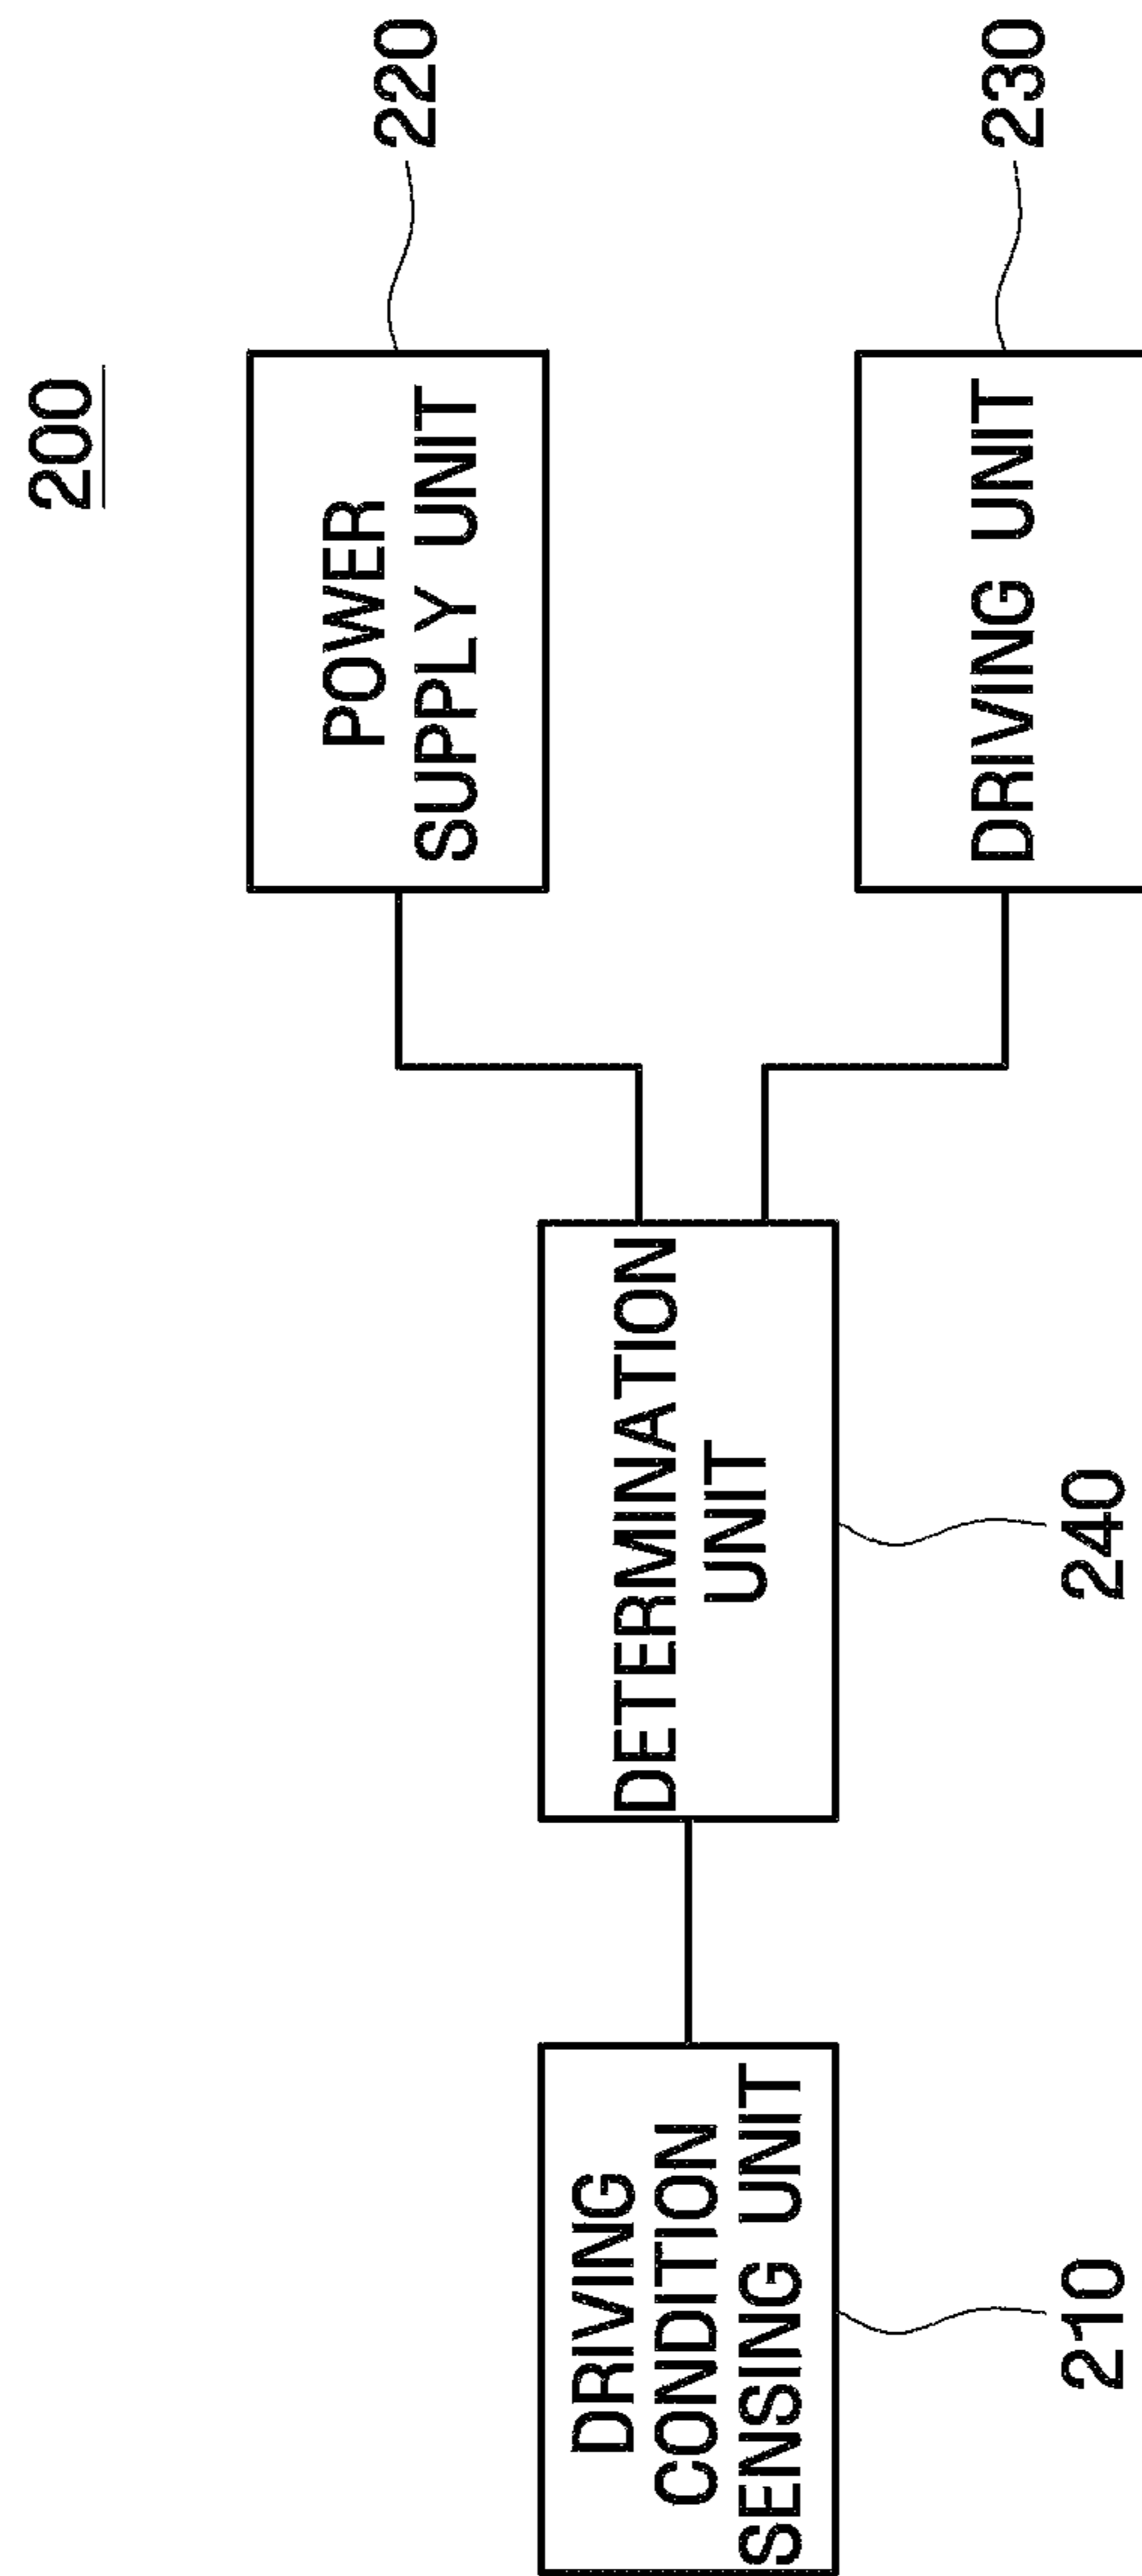 200
POWER
SUPPLY UNIT
220
DRIVING
CONDITION
SENSING UNIT
210
DETERMINATION
UNIT
240
DRIVING UNIT
230